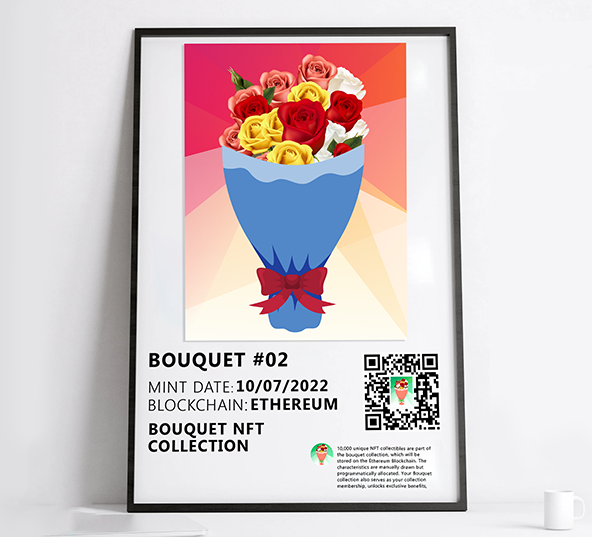 BOUQUET #02
MINT DATE: 10/07/2022
BLOCKCHAIN: ETHEREUM
BOUQUET NFT
COLLECTION
10,000 unique NFT collectibles are part of
the bouquet collection, which will be
stored on the Ethereum Blockchain. The
characteristics are manually drawn but
programmatically allocated. Your Bouquet
collection also serves as your collection
membership, unlocks exclusive benefits,